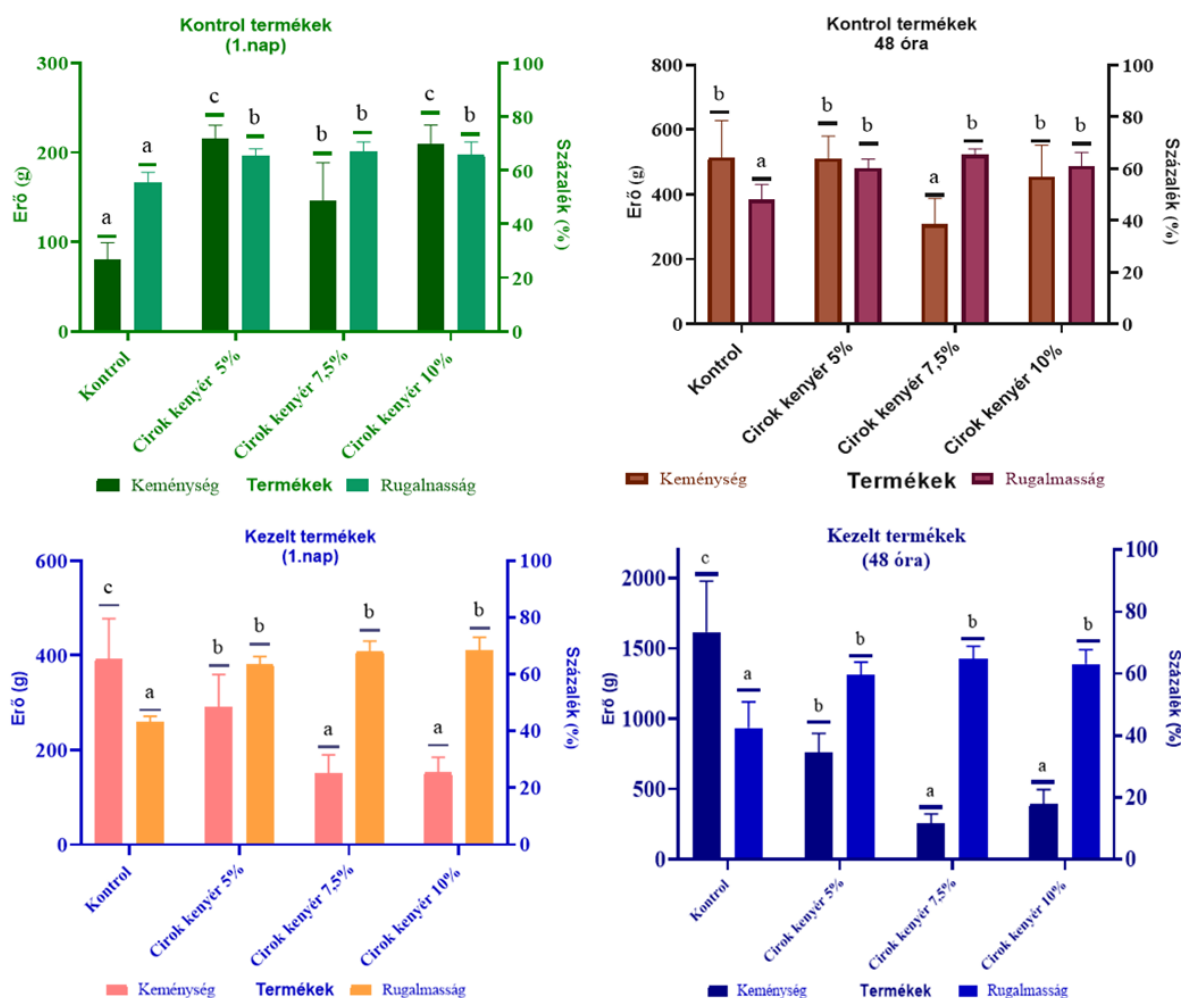 Kontrol termékek
(1.nap)
300
200
100
0
Erő (g)
100
80
60
40
20
0
Százalék (%)
a
a
c
b
b
b
c
b
Kontrol
Cirok kenyér 5%
Cirok kenyér 7,5%
Cirok kenyér 10%
Keménység
Termékek
Rugalnasság
Kontrol termékek
48 óra
800
600
400
200
0
Erő (g)
100
80
60
40
20
0
Százalék (%)
b
a
b
b
a
b
b
b
Kontrol
Cirok kenyér 5%
Cirok kenyér 7,5%
Cirok kenyér 10%
Keménység
Termékek
Rugalmasság
Kezelt termékek
(1.nap)
600
400
200
0
Erő (g)
100
80
60
40
20
0
Százalék (%)
c
a
b
b
a
b
a
b
Kontrol
Cirok kenyér 5%
Cirok kenyér 7,5%
Cirok kenyér 10%
Keménység
Termékek
Rugalmasság
Kezelt termékek
(48 óra)
2000
1500
1000
500
0
Erő (g)
100
80
60
40
20
0
Százalék (%)
c
a
b
b
a
b
a
b
Kontrol
Cirok kenyér 5%
Cirok kenyér 7,5%
Cirok kenyér 10%
Keménység
Termékek
Rugalmasság